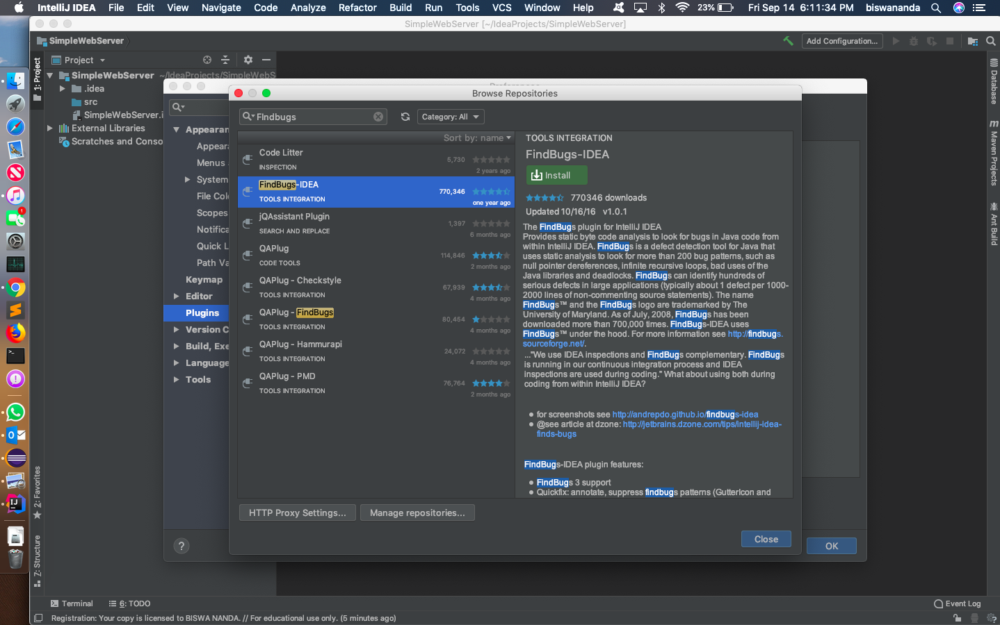 IntelliJ IDEA File Edit View Navigate Code Analyze Refactor Build Run Tools VCS Window Help 23% Fri Sep 14 6:11:34 PM biswananda
SimpleWebServer [~/IdeaProjects/SimpleWebServer]
SimpleWebServer
Add Configuration...
1: Project
Project
SimpleWebServer ~/IdeaProjects/SimpleWebS
.idea
src
SimpleWebServer.i
External Libraries
Scratches and Conso
2: Favorites
7: Structure
Database
Maven Projects
Ant Build
Appearan
Appeara
Menus
System
File Colo
Scopes
Notifica
Quick L
Path Va
Keymap
Editor
Plugins
Version C
Build, Exe
Language
Tools
?
OK
Browse Repositories
FIndbugs
Category: All
Sort by: name
Code Litter
5,730
INSPECTION
2 years ago
FindBugs-IDEA
770,346
TOOLS INTEGRATION
one year ago
jQAssistant Plugin
1,397
SEARCH AND REPLACE
6 months ago
QAPlug
114,846
CODE TOOLS
2 months ago
QAPlug - Checkstyle
67,939
TOOLS INTEGRATION
4 months ago
QAPlug - FindBugs
80,454
TOOLS INTEGRATION
4 months ago
QAPlug - Hammurapi
24,072
TOOLS INTEGRATION
4 months ago
QAPlug - PMD
76,764
TOOLS INTEGRATION
2 months ago
TOOLS INTEGRATION
FindBugs-IDEA
Install
770346 downloads
Updated 10/16/16 v1.0.1
The FindBugs plugin for IntelliJ IDEA
Provides static byte code analysis to look for bugs in Java code from
within IntelliJ IDEA. FindBugs is a defect detection tool for Java that
uses static analysis to look for more than 200 bug patterns, such as
null pointer dereferences, infinite recursive loops, bad uses of the
Java libraries and deadlocks. FindBugs can identify hundreds of
serious defects in large applications (typically about 1 defect per 1000-
2000 lines of non-commenting source statements). The name
FindBugs™ and the FindBugs logo are trademarked by The
University of Maryland. As of July, 2008, FindBugs has been
downloaded more than 700,000 times. FindBugs-IDEA uses
FindBugs™ under the hood. For more information see http://findbugs.
sourceforge.net/.
..."We use IDEA inspections and FindBugs complementary. FindBugs
is running in our continuous integration process and IDEA
inspections are used during coding." What about using both during
coding from within IntelliJ IDEA?
• for screenshots see http://andrepdo.github.io/findbugs-idea
• @see article at dzone: http://jetbrains.dzone.com/tips/intellij-idea-
finds-bugs
FindBugs-IDEA plugin features:
• FindBugs 3 support
• Quickfix: annotate, suppress findbugs patterns (GutterIcon and
HTTP Proxy Settings...
Manage repositories...
Close
Terminal
6: TODO
Event Log
Registration: Your copy is licensed to BISWA NANDA. // For educational use only. (5 minutes ago)